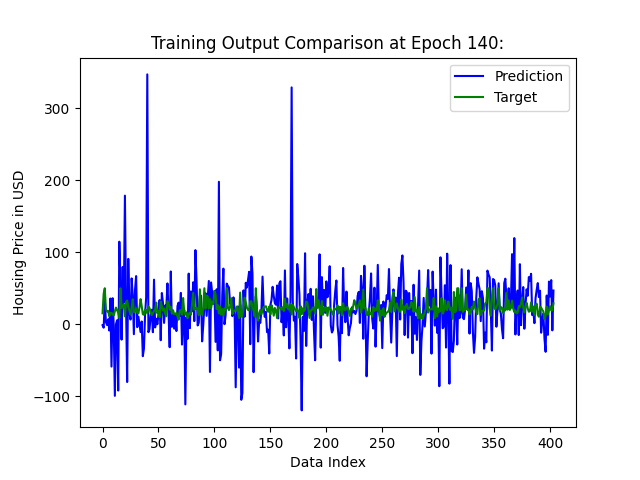 Training Output Comparison at Epoch 140:
Prediction
Target
Housing Price in USD
300
200
100
0
−100
0 50 100 150 200 250 300 350 400
Data Index